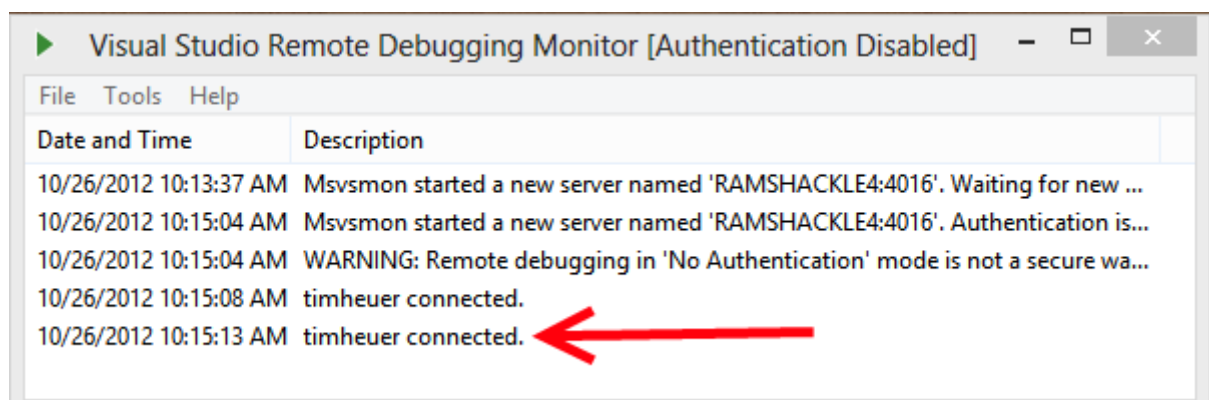 Visual Studio Remote Debugging Monitor [Authentication Disabled]
File Tools Help
Date and Time Description
10/26/2012 10:13:37 AM Msvsmon started a new server named 'RAMSHACKLE4:4016'. Waiting for new ...
10/26/2012 10:15:04 AM Msvsmon started a new server named 'RAMSHACKLE4:4016'. Authentication is...
10/26/2012 10:15:04 AM WARNING: Remote debugging in 'No Authentication' mode is not a secure wa...
10/26/2012 10:15:08 AM timheuer connected.
10/26/2012 10:15:13 AM timheuer connected.